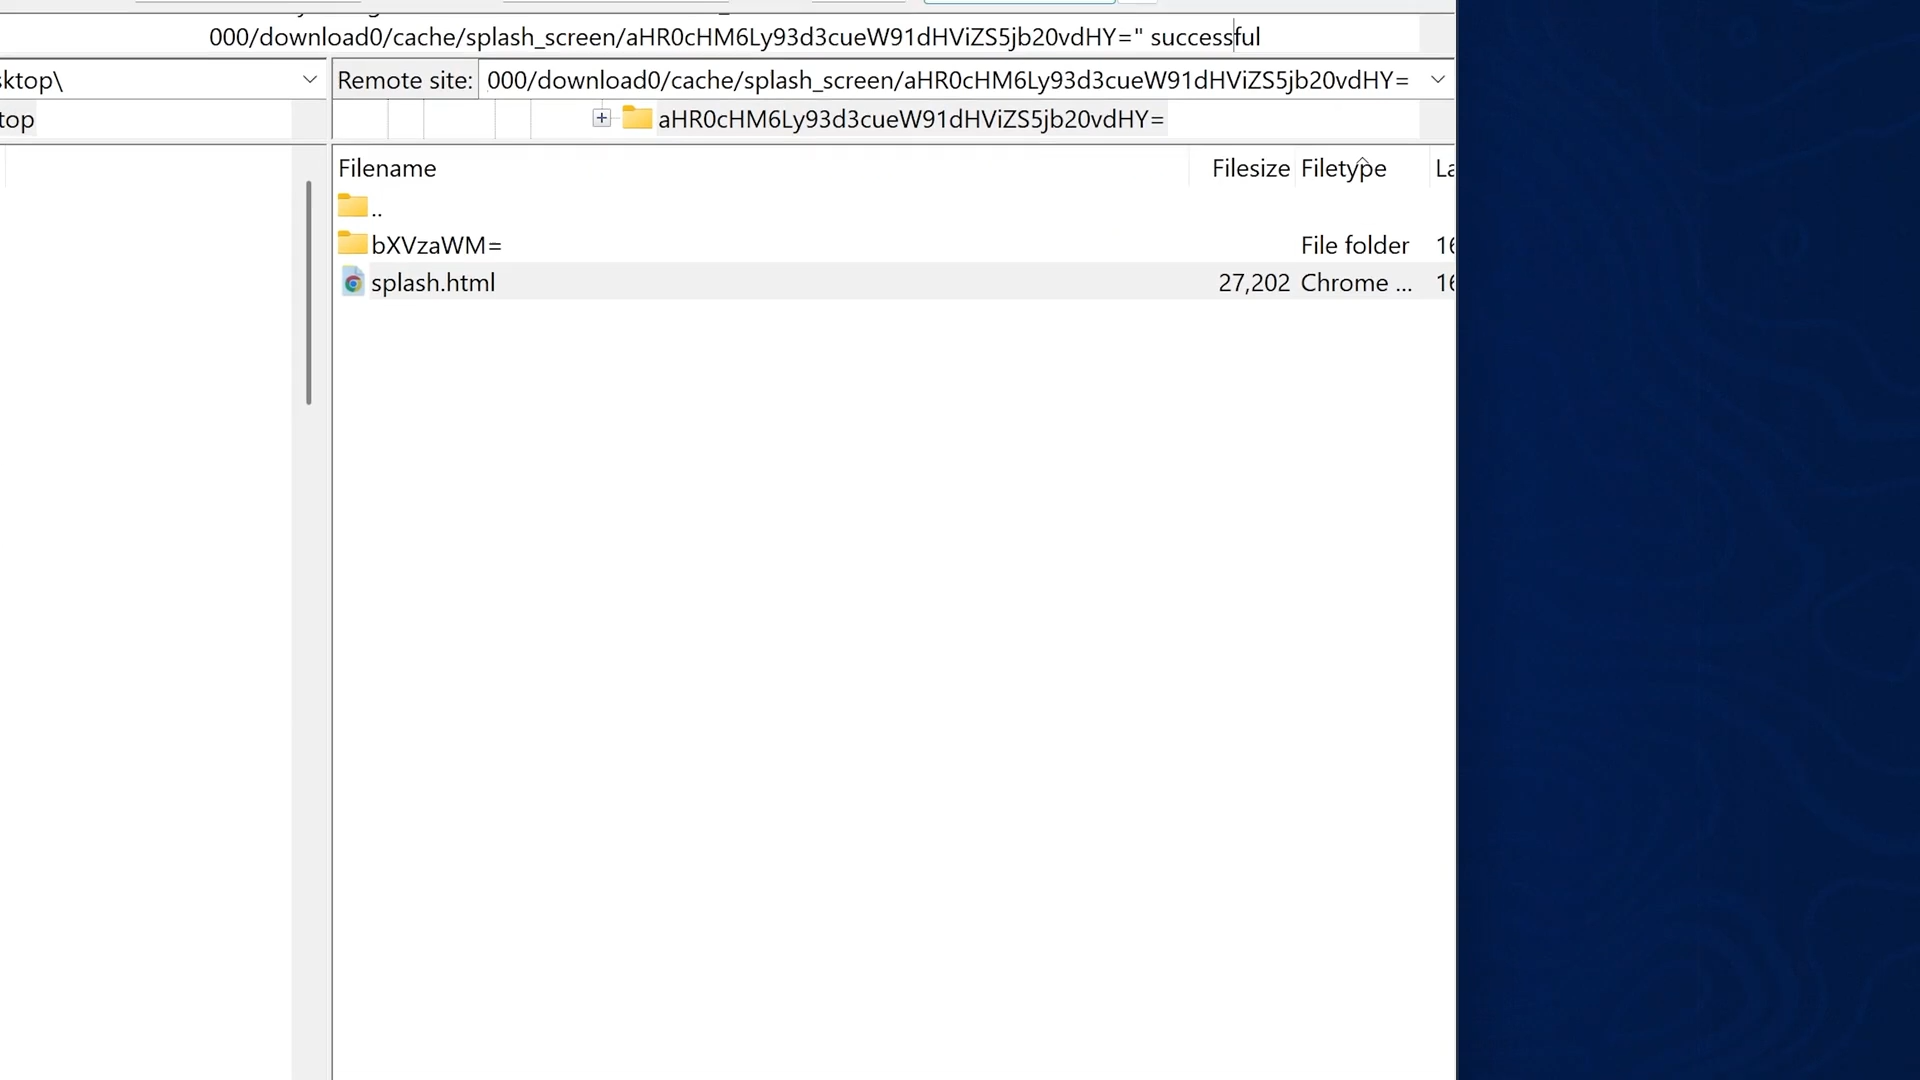 000/download0/cache/splash_screen/aHR0cHM6Ly93d3cueW91dHViZS5jb20vdHY=" successful
sktop\
Remote site: 000/download0/cache/splash_screen/aHR0cHM6Ly93d3cueW91dHViZS5jb20vdHY=
top
aHR0cHM6Ly93d3cueW91dHViZS5jb20vdHY=
Filename Filesize Filetype La
..
bXVzaWM= File folder 16
splash.html 27,202 Chrome ... 16